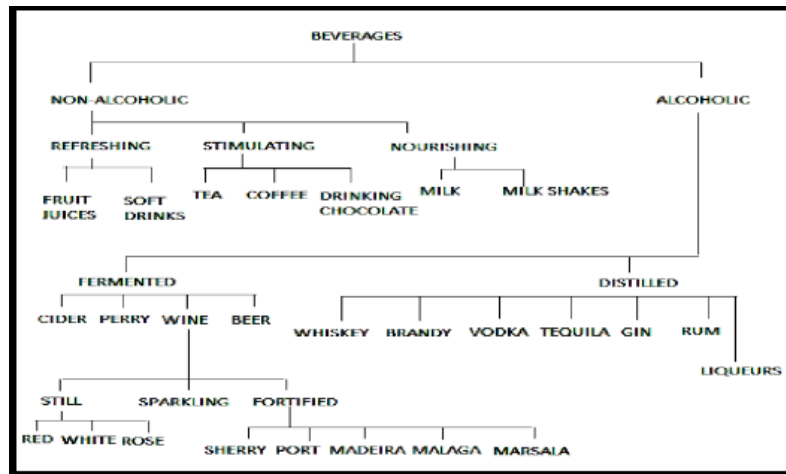 BEVERAGES
NON-ALCOHOLIC ALCOHOLIC
REFRESHING STIMULATING NOURISHING
FRUIT JUICES SOFT DRINKS TEA COFFEE DRINKING CHOCOLATE MILK MILK SHAKES
FERMENTED DISTILLED
CIDER PERRY WINE BEER WHISKEY BRANDY VODKA TEQUILA GIN RUM
LIQUEURS
STILL SPARKLING FORTIFIED
RED WHITE ROSE SHERRY PORT MADEIRA MALAGA MARSALA